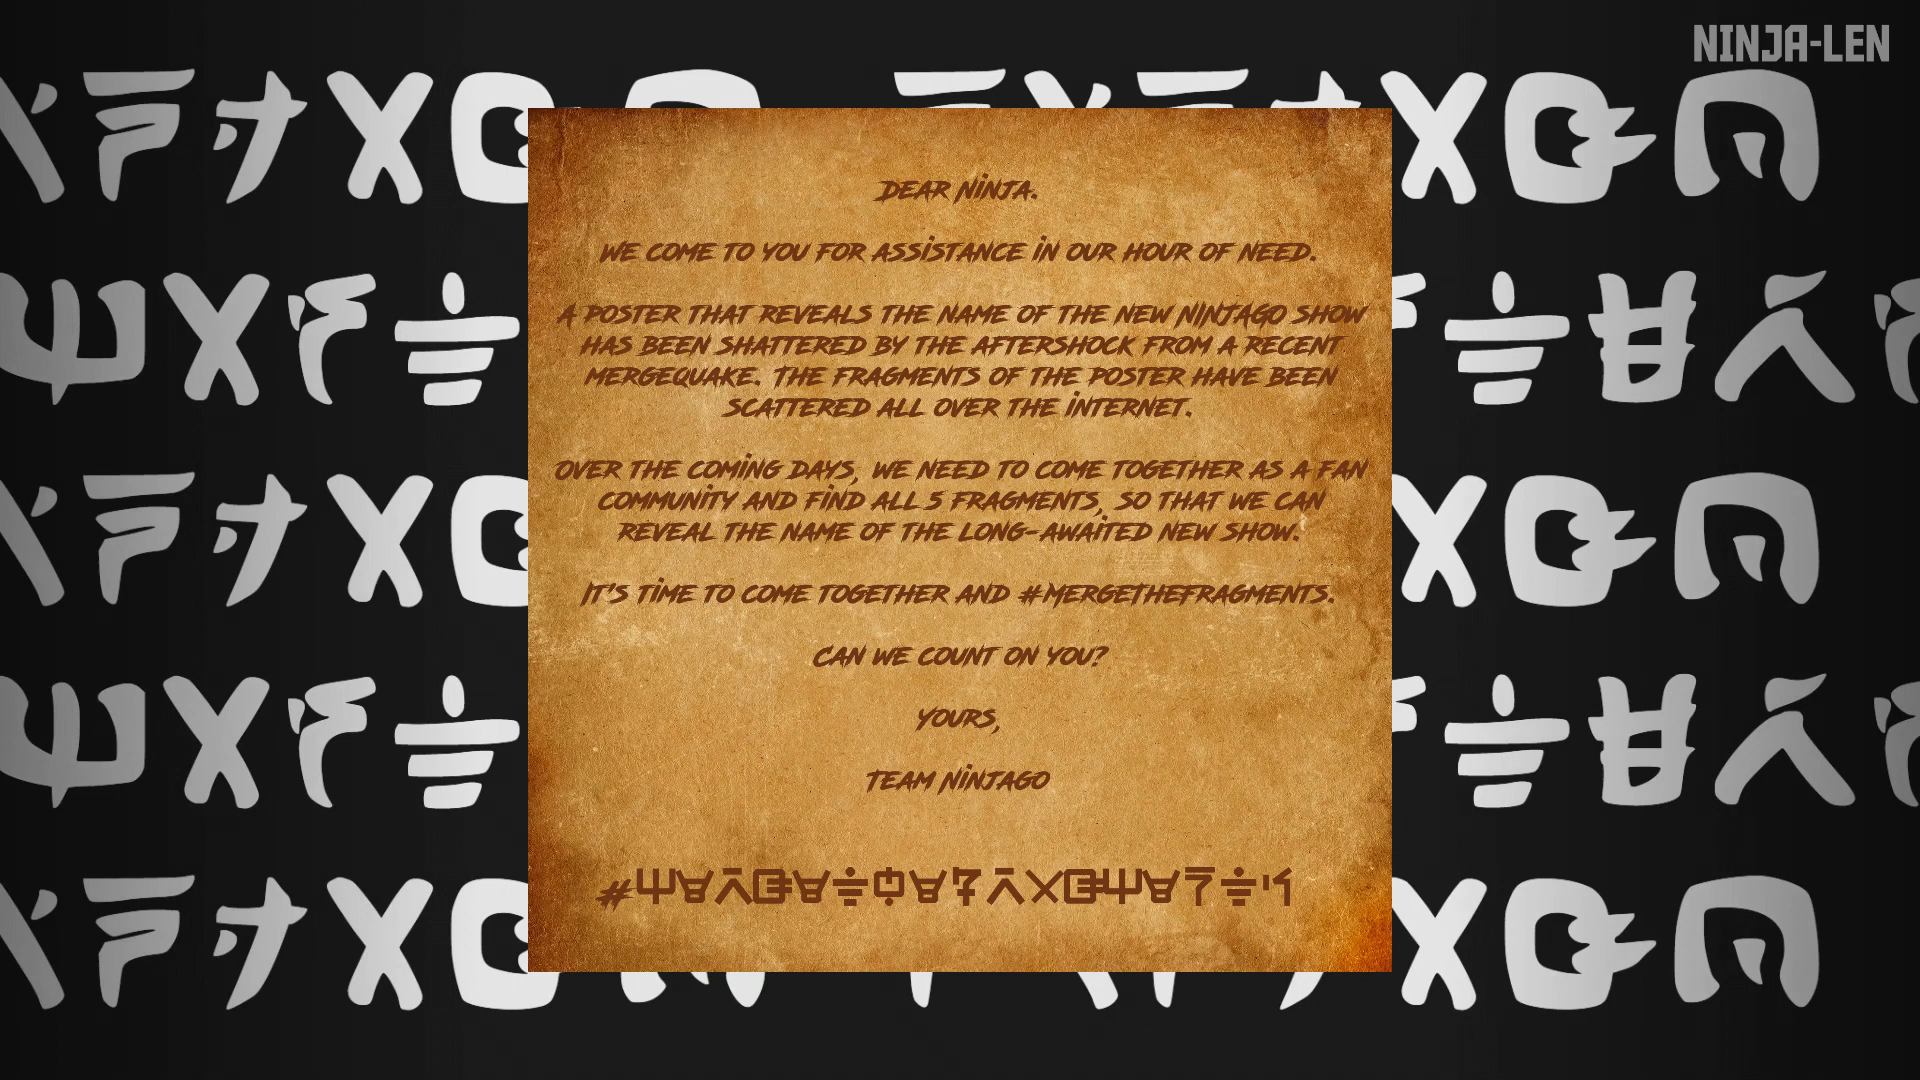 NINJA-LEN
DEAR NINJA.
WE COME TO YOU FOR ASSISTANCE IN OUR HOUR OF NEED.
A POSTER THAT REVEALS THE NAME OF THE NEW NINJAGO SHOW
HAS BEEN SHATTERED BY THE AFTERSHOCK FROM A RECENT
MERGEQUAKE. THE FRAGMENTS OF THE POSTER HAVE BEEN
SCATTERED ALL OVER THE INTERNET.
OVER THE COMING DAYS, WE NEED TO COME TOGETHER AS A FAN
COMMUNITY AND FIND ALL 5 FRAGMENTS, SO THAT WE CAN
REVEAL THE NAME OF THE LONG-AWAITED NEW SHOW.
IT'S TIME TO COME TOGETHER AND #MERGETHEFRAGMENTS.
CAN WE COUNT ON YOU?
YOURS,
TEAM NINJAGO